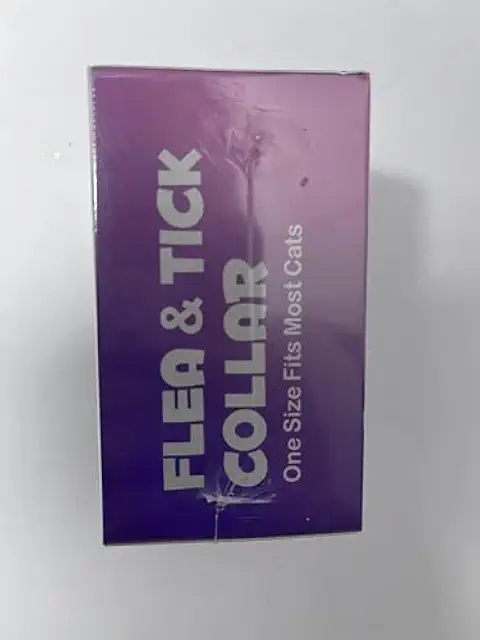 FLEA & TICK
COLLAR
One Size Fits Most Cats